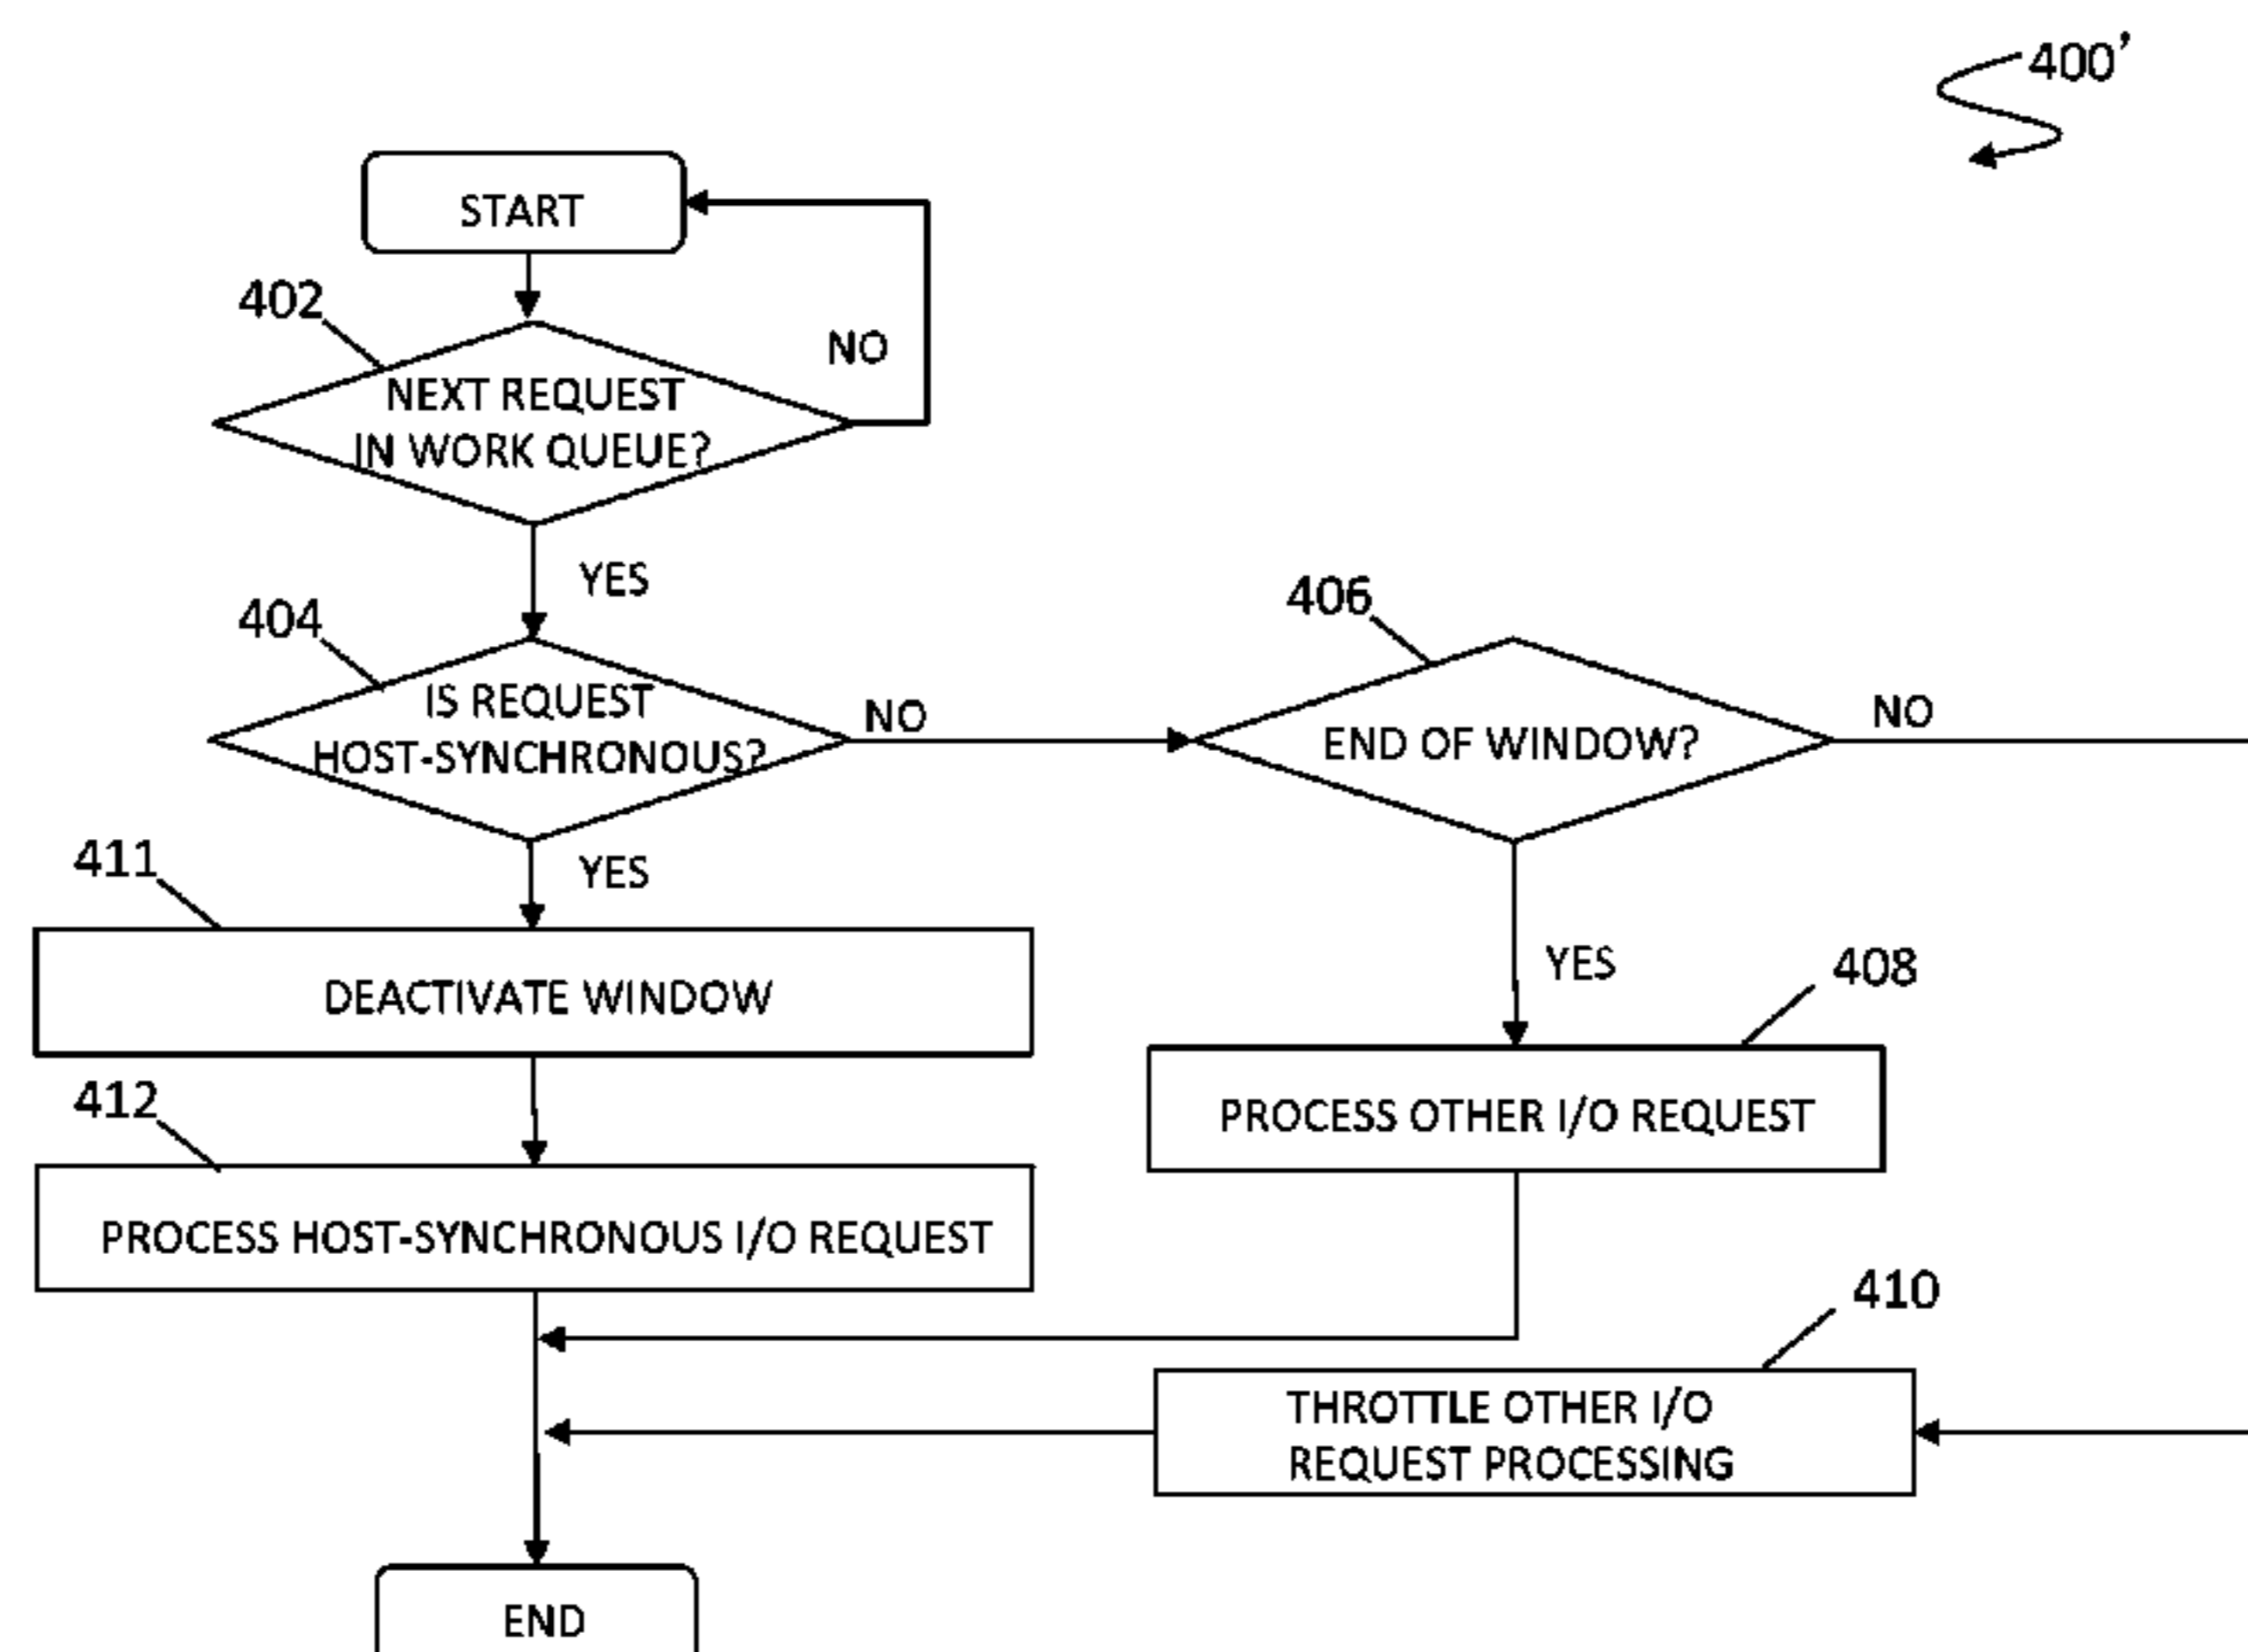 400'
START
402
NO
NEXT REQUEST
IN WORK QUEUE?
YES
404
406
IS REQUEST
HOST-SYNCHRONOUS?
NO
END OF WINDOW?
NO
411
YES
DEACTIVATE WINDOW
YES
408
412
PROCESS OTHER I/O REQUEST
PROCESS HOST-SYNCHRONOUS I/O REQUEST
410
THROTTLE OTHER I/O
REQUEST PROCESSING
END